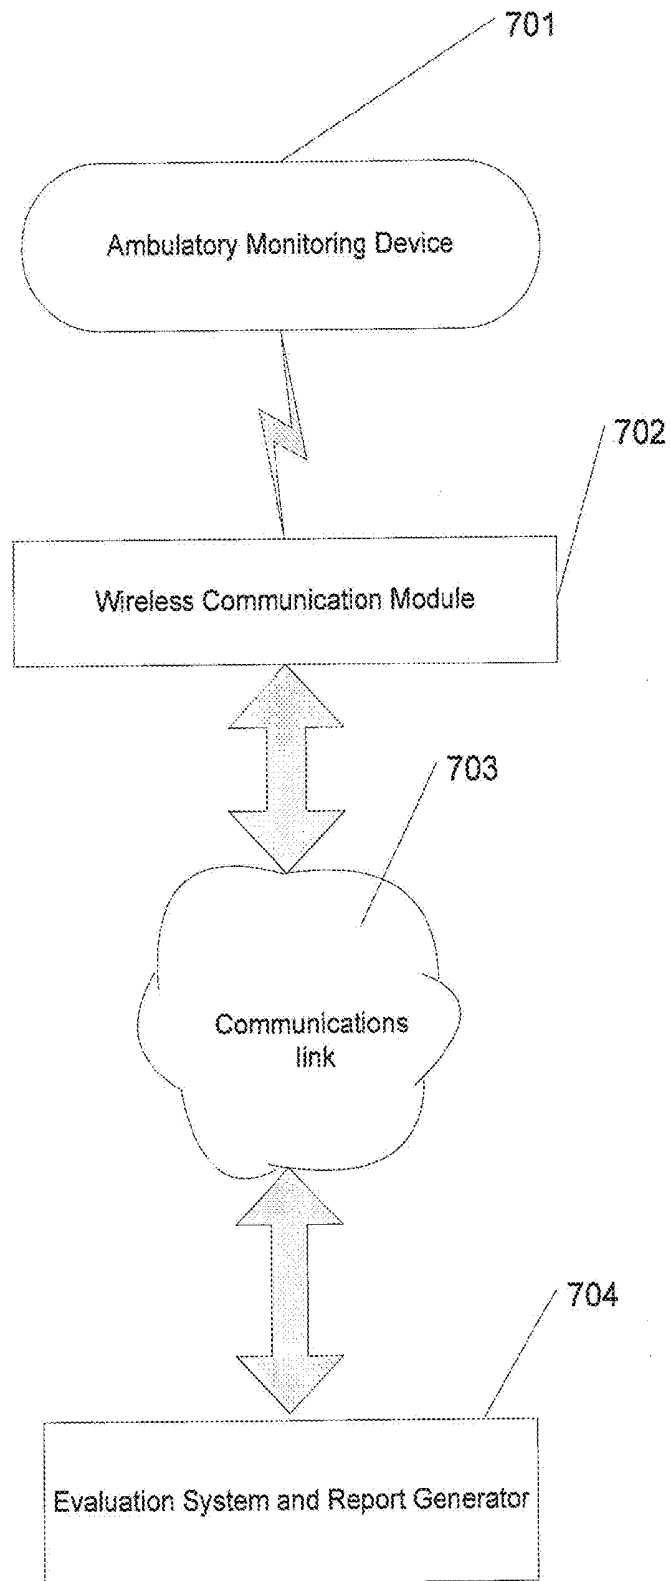 701
Ambulatory Monitoring Device
702
Wireless Communication Module
703
Communications
link
704
Evaluation System and Report Generator